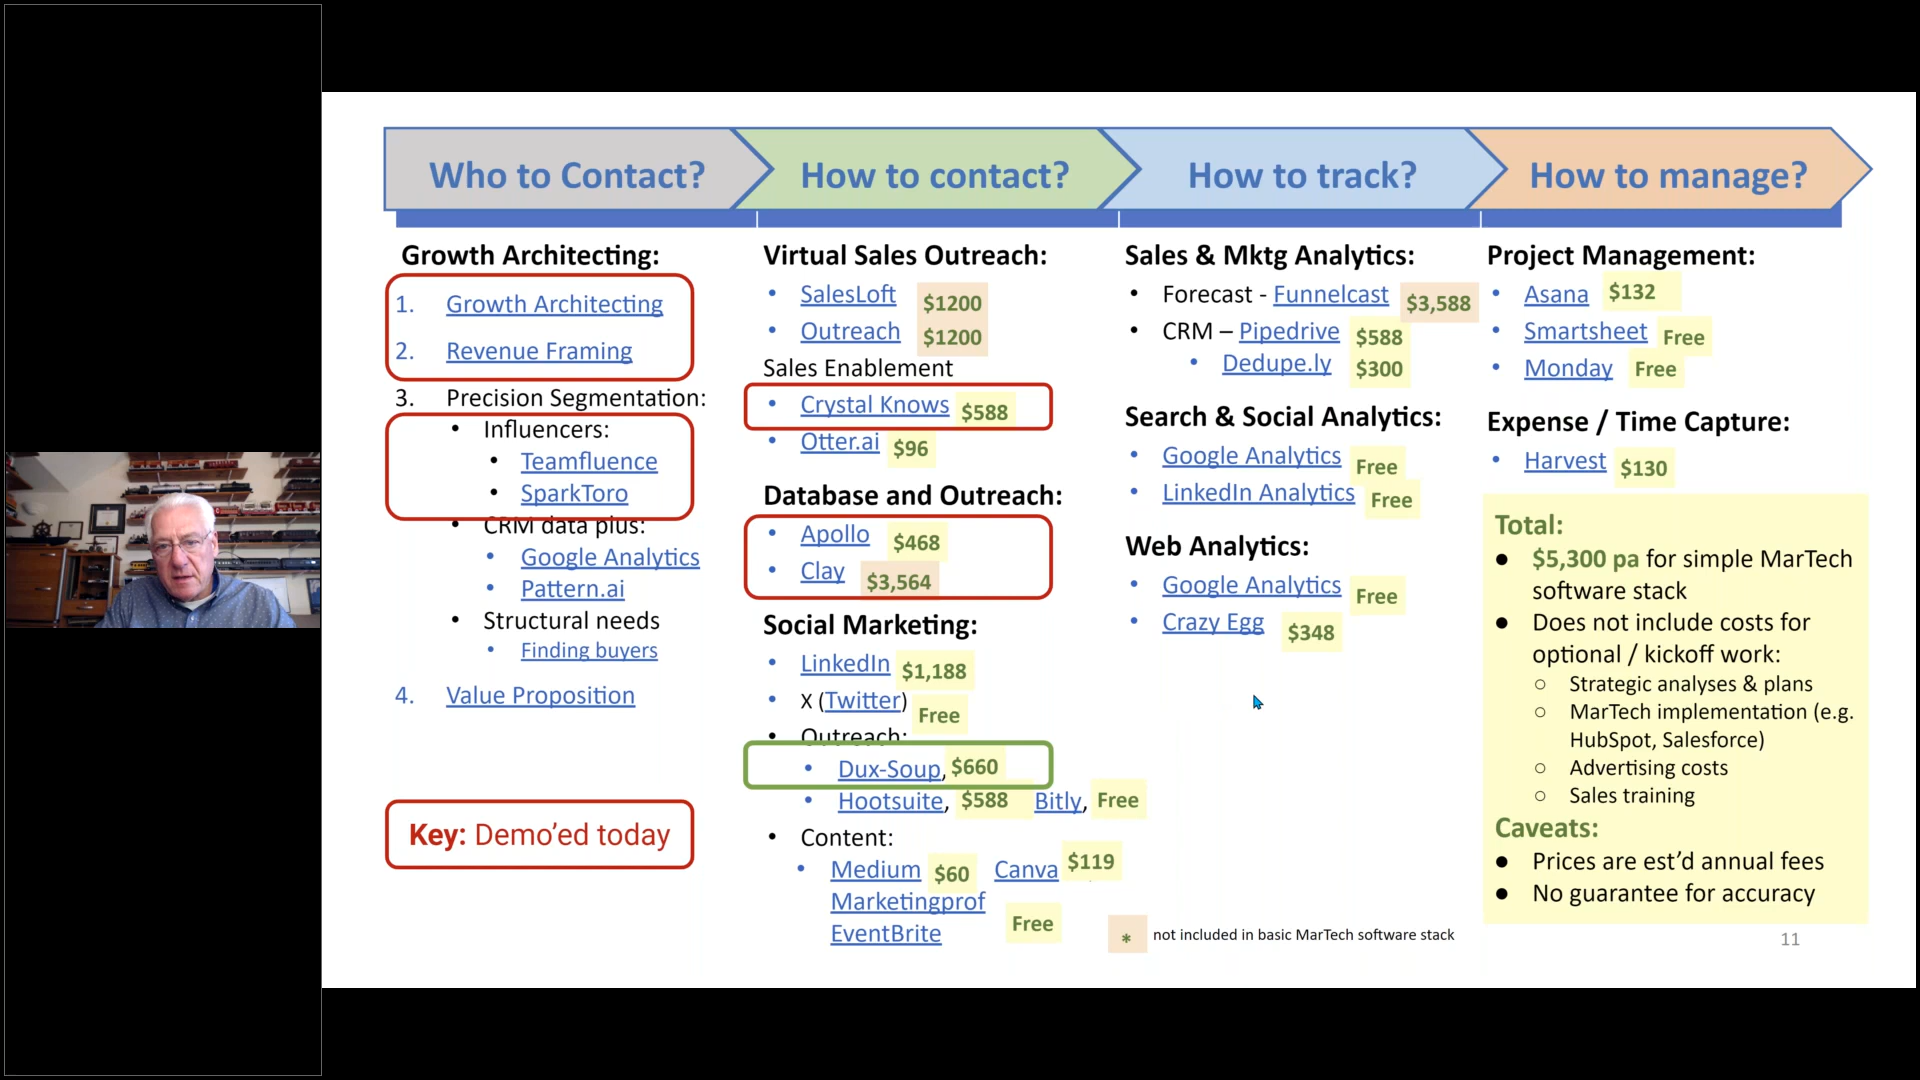 Who to Contact?
How to contact?
How to track?
How to manage?
Growth Architecting:
1. Growth Architecting
2. Revenue Framing
3. Precision Segmentation:
• Influencers:
• Teamfluence
• SparkToro
• CRM data plus:
• Google Analytics
• Pattern.ai
• Structural needs
• Finding buyers
4. Value Proposition
Key: Demo'ed today
Virtual Sales Outreach:
• SalesLoft $1200
• Outreach $1200
Sales Enablement
• Crystal Knows $588
• Otter.ai $96
Database and Outreach:
• Apollo $468
• Clay $3,564
Social Marketing:
• LinkedIn $1,188
• X (Twitter) Free
• Outreach:
• Dux-Soup, $660
• Hootsuite, $588 Bitly, Free
• Content:
• Medium $60 Canva $119
Marketingprof
EventBrite Free
Sales & Mktg Analytics:
• Forecast - Funnelcast $3,588
• CRM – Pipedrive $588
• Dedupe.ly $300
Search & Social Analytics:
• Google Analytics Free
• LinkedIn Analytics Free
Web Analytics:
• Google Analytics Free
• Crazy Egg $348
* not included in basic MarTech software stack
Project Management:
• Asana $132
• Smartsheet Free
• Monday Free
Expense / Time Capture:
• Harvest $130
Total:
● $5,300 pa for simple MarTech
software stack
● Does not include costs for
optional / kickoff work:
○ Strategic analyses & plans
○ MarTech implementation (e.g.
HubSpot, Salesforce)
○ Advertising costs
○ Sales training
Caveats:
● Prices are est'd annual fees
● No guarantee for accuracy
11